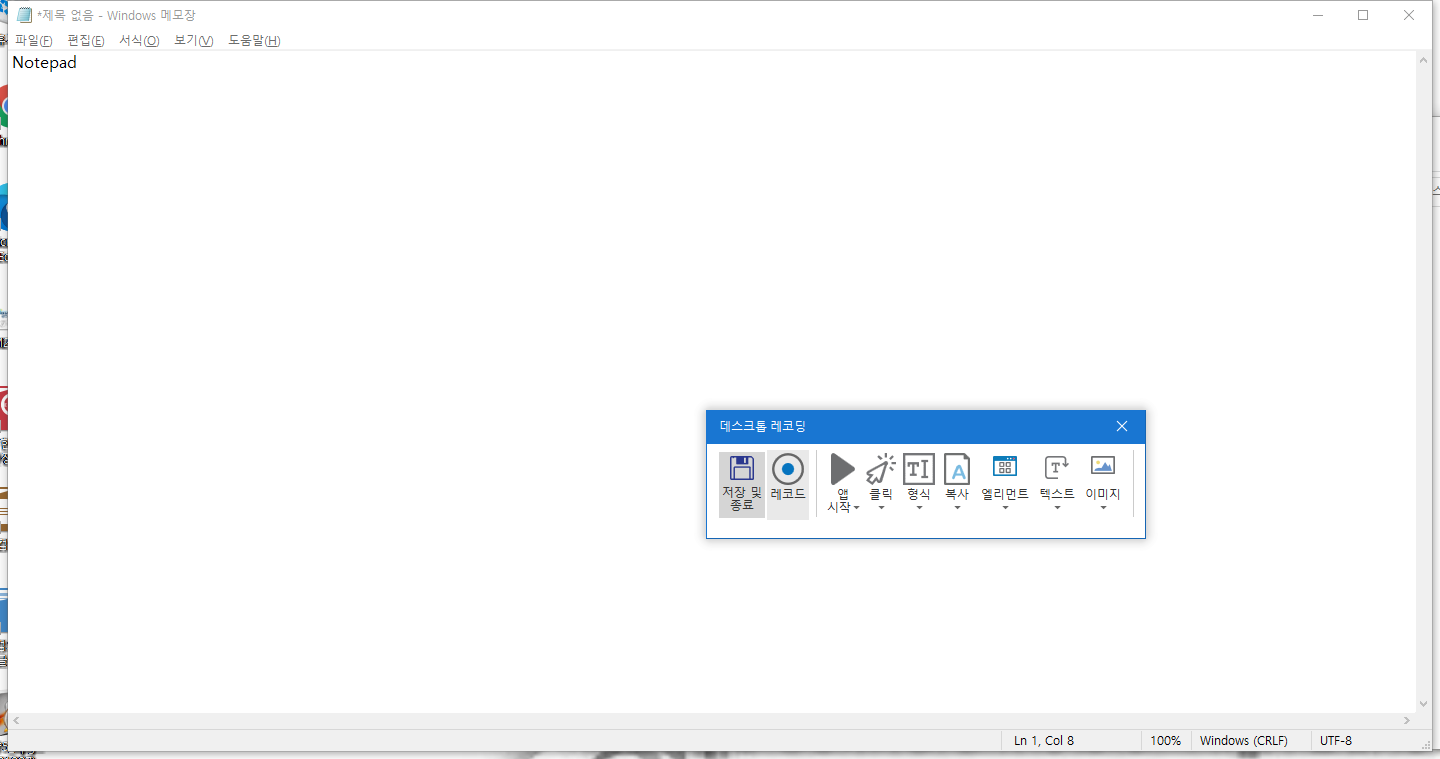 *제목 없음 - Windows 메모장
파일(F) 편집(E) 서식(O) 보기(V) 도움말(H)
Notepad
데스크톱 레코딩
저장 및
종료
레코드
앱
시작
클릭
형식
복사
엘리먼트
텍스트
이미지
Ln 1, Col 8
100%
Windows (CRLF)
UTF-8